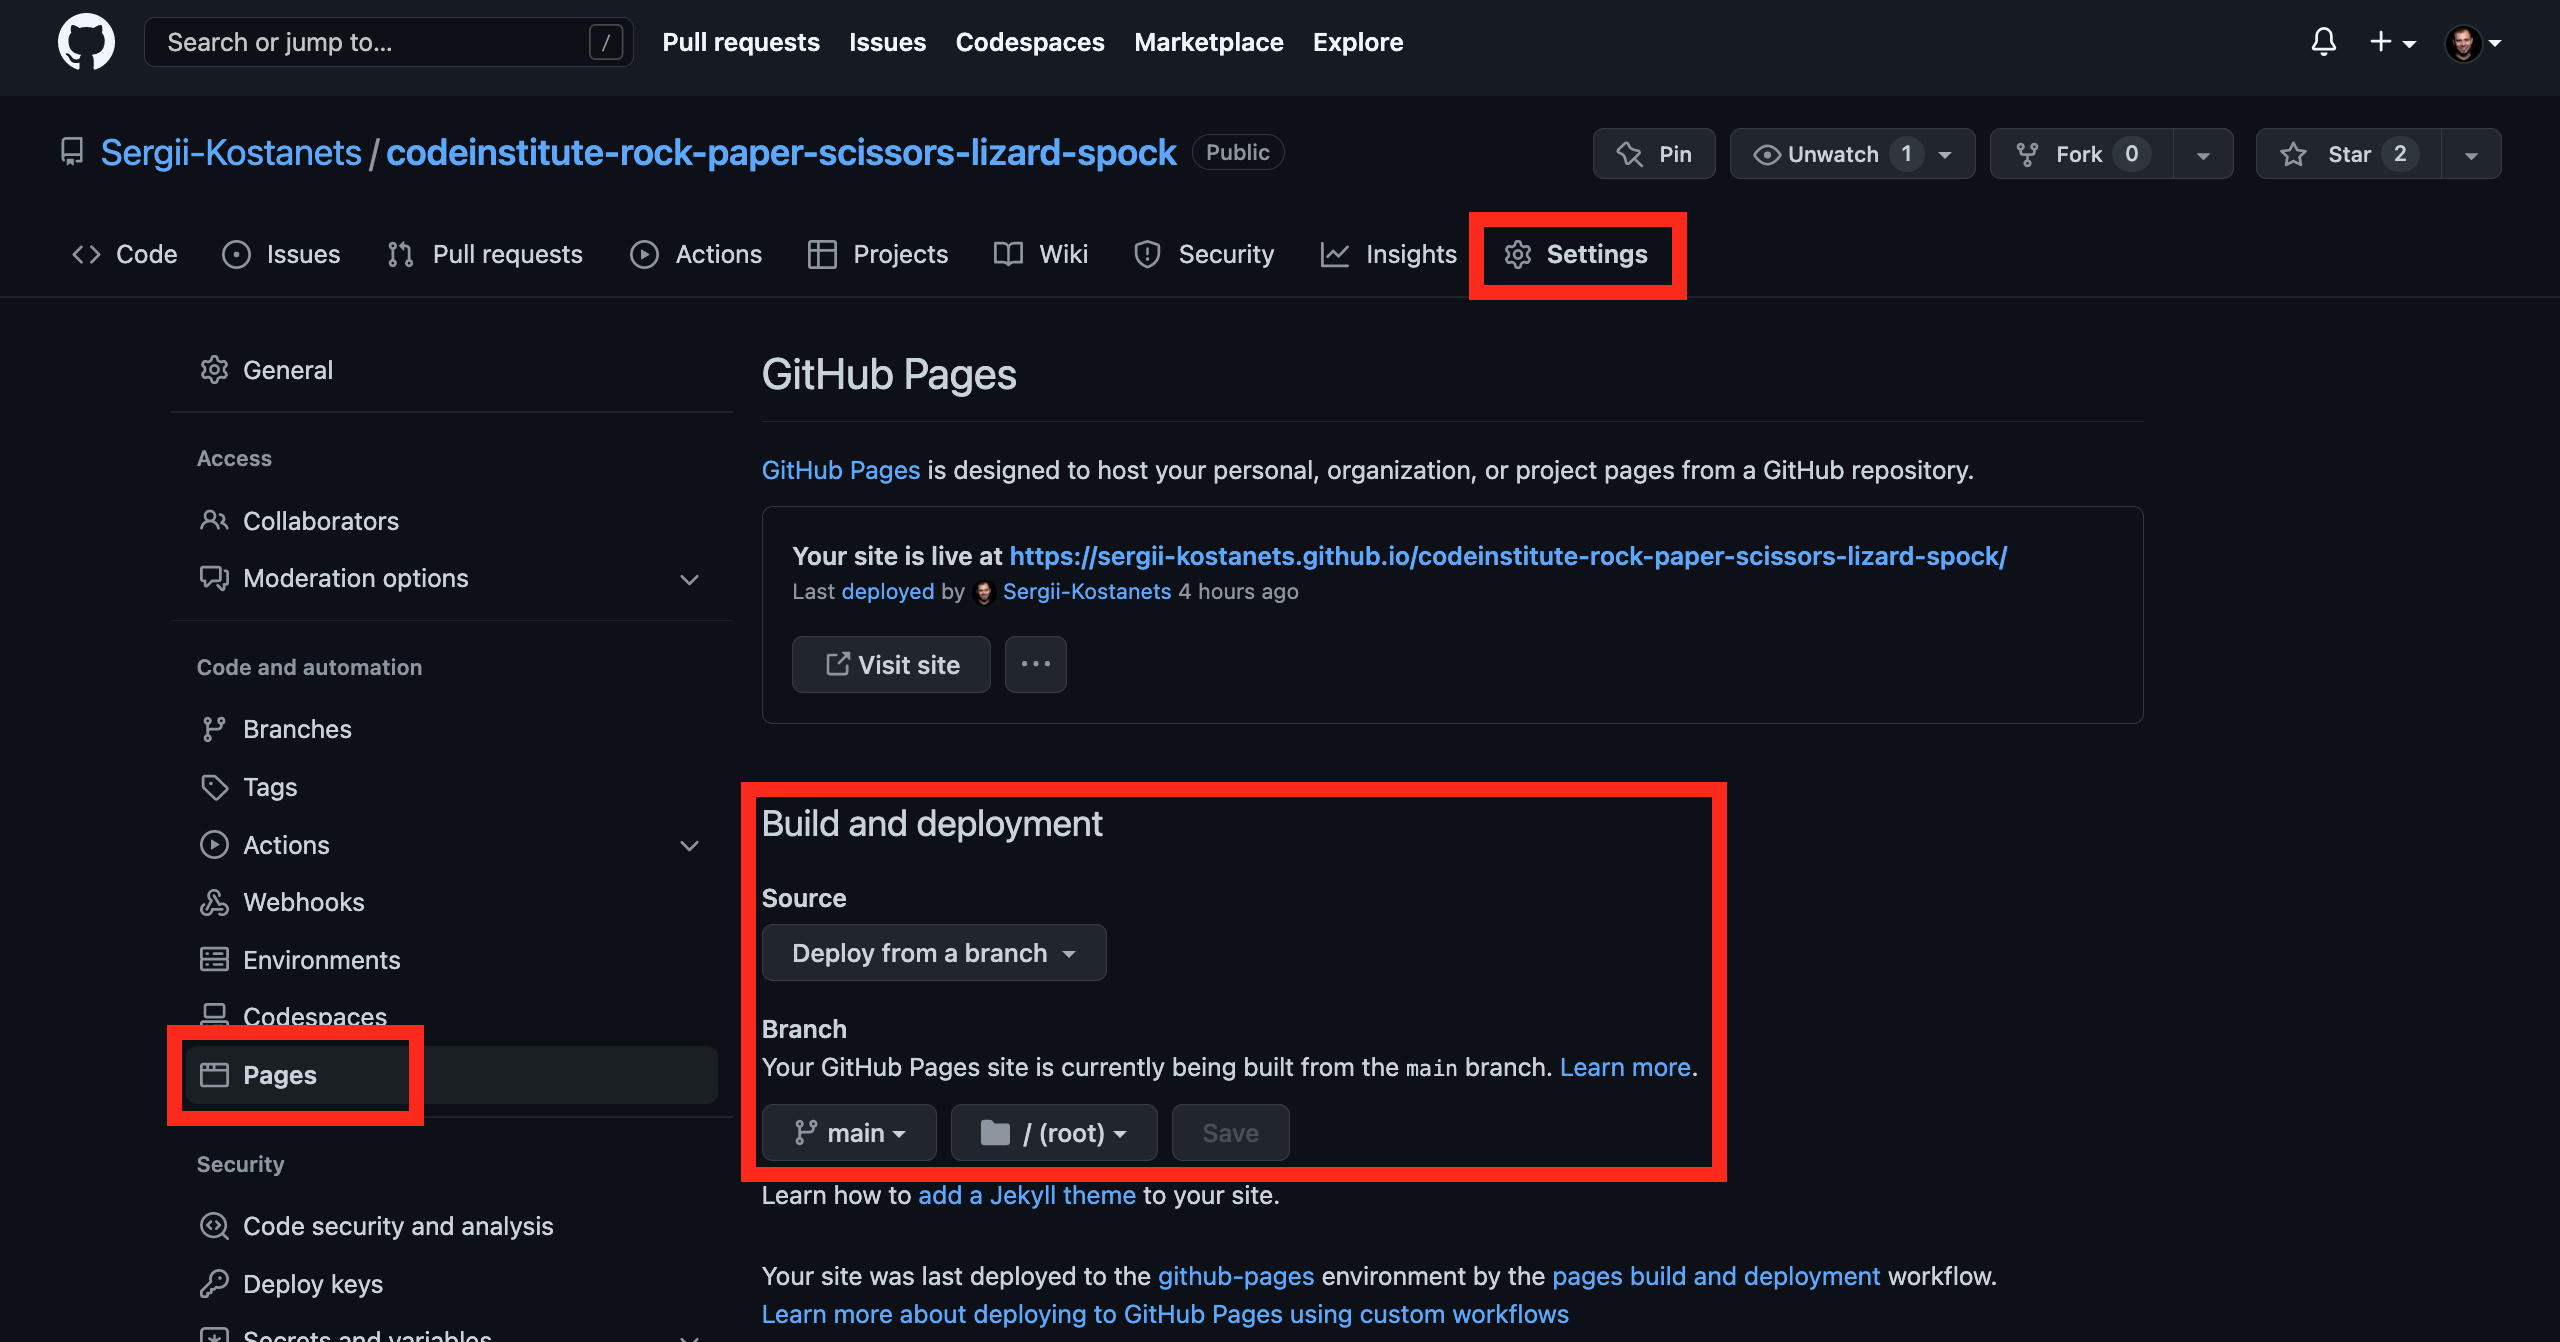 Search or jump to... / Pull requests Issues Codespaces Marketplace Explore
Sergii-Kostanets / codeinstitute-rock-paper-scissors-lizard-spock Public Pin Unwatch 1 Fork 0 Star 2
Code Issues Pull requests Actions Projects Wiki Security Insights Settings
General
Access
Collaborators
Moderation options
Code and automation
Branches
Tags
Actions
Webhooks
Environments
Codespaces
Pages
Security
Code security and analysis
Deploy keys
Secrets and variables
GitHub Pages
GitHub Pages is designed to host your personal, organization, or project pages from a GitHub repository.
Your site is live at https://sergii-kostanets.github.io/codeinstitute-rock-paper-scissors-lizard-spock/
Last deployed by Sergii-Kostanets 4 hours ago
Visit site ...
Build and deployment
Source
Deploy from a branch
Branch
Your GitHub Pages site is currently being built from the main branch. Learn more.
main / (root) Save
Learn how to add a Jekyll theme to your site.
Your site was last deployed to the github-pages environment by the pages build and deployment workflow.
Learn more about deploying to GitHub Pages using custom workflows